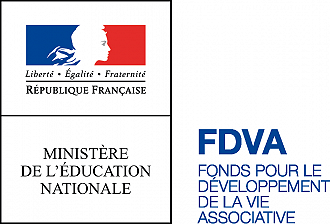 Liberté • Égalité • Fraternité
RÉPUBLIQUE FRANÇAISE
MINISTÈRE
DE L'ÉDUCATION
NATIONALE
FDVA
FONDS POUR LE
DÉVELOPPEMENT
DE LA VIE
ASSOCIATIVE